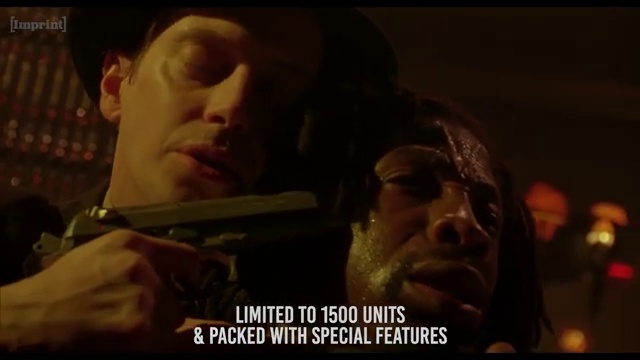 [Imprint]
LIMITED TO 1500 UNITS
& PACKED WITH SPECIAL FEATURES